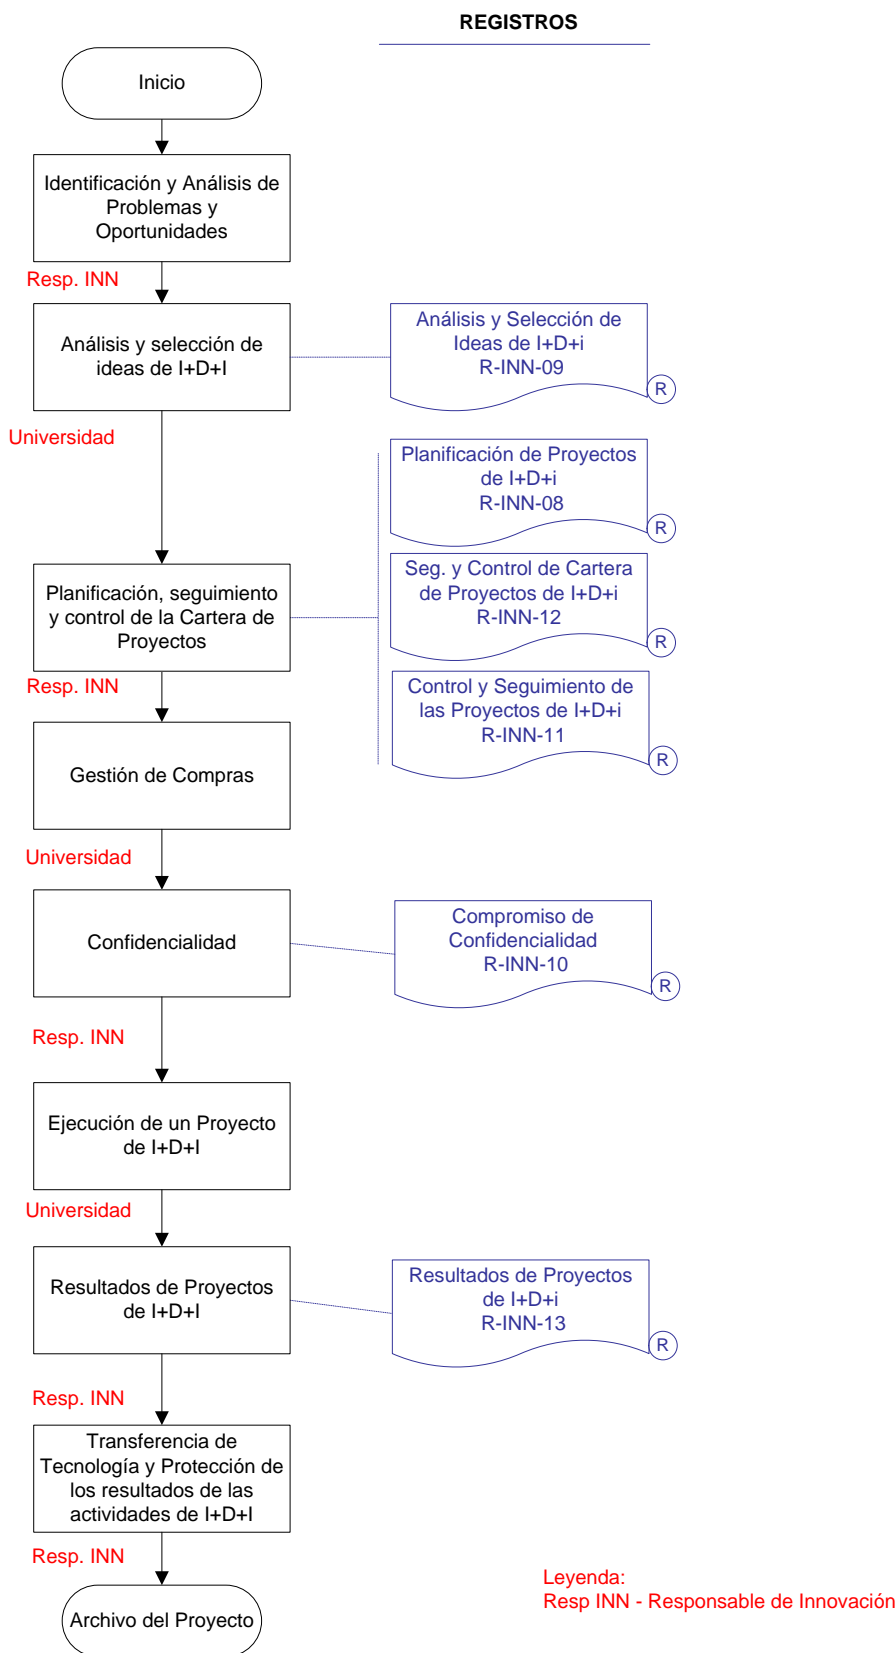 REGISTROS
Inicio
Identificación y Análisis de
Problemas y
Oportunidades
Resp. INN
Análisis y selección de
ideas de I+D+I
Análisis y Selección de
Ideas de I+D+i
R-INN-09
R
Universidad
Planificación de Proyectos
de I+D+i
R-INN-08
R
Seg. y Control de Cartera
de Proyectos de I+D+i
R-INN-12
R
Planificación, seguimiento
y control de la Cartera de
Proyectos
Resp. INN
Control y Seguimiento de
las Proyectos de I+D+i
R-INN-11
R
Gestión de Compras
Universidad
Confidencialidad
Compromiso de
Confidencialidad
R-INN-10
R
Resp. INN
Ejecución de un Proyecto
de I+D+I
Universidad
Resultados de Proyectos
de I+D+I
Resultados de Proyectos
de I+D+i
R-INN-13
R
Resp. INN
Transferencia de
Tecnología y Protección de
los resultados de las
actividades de I+D+I
Resp. INN
Archivo del Proyecto
Leyenda:
Resp INN - Responsable de Innovación